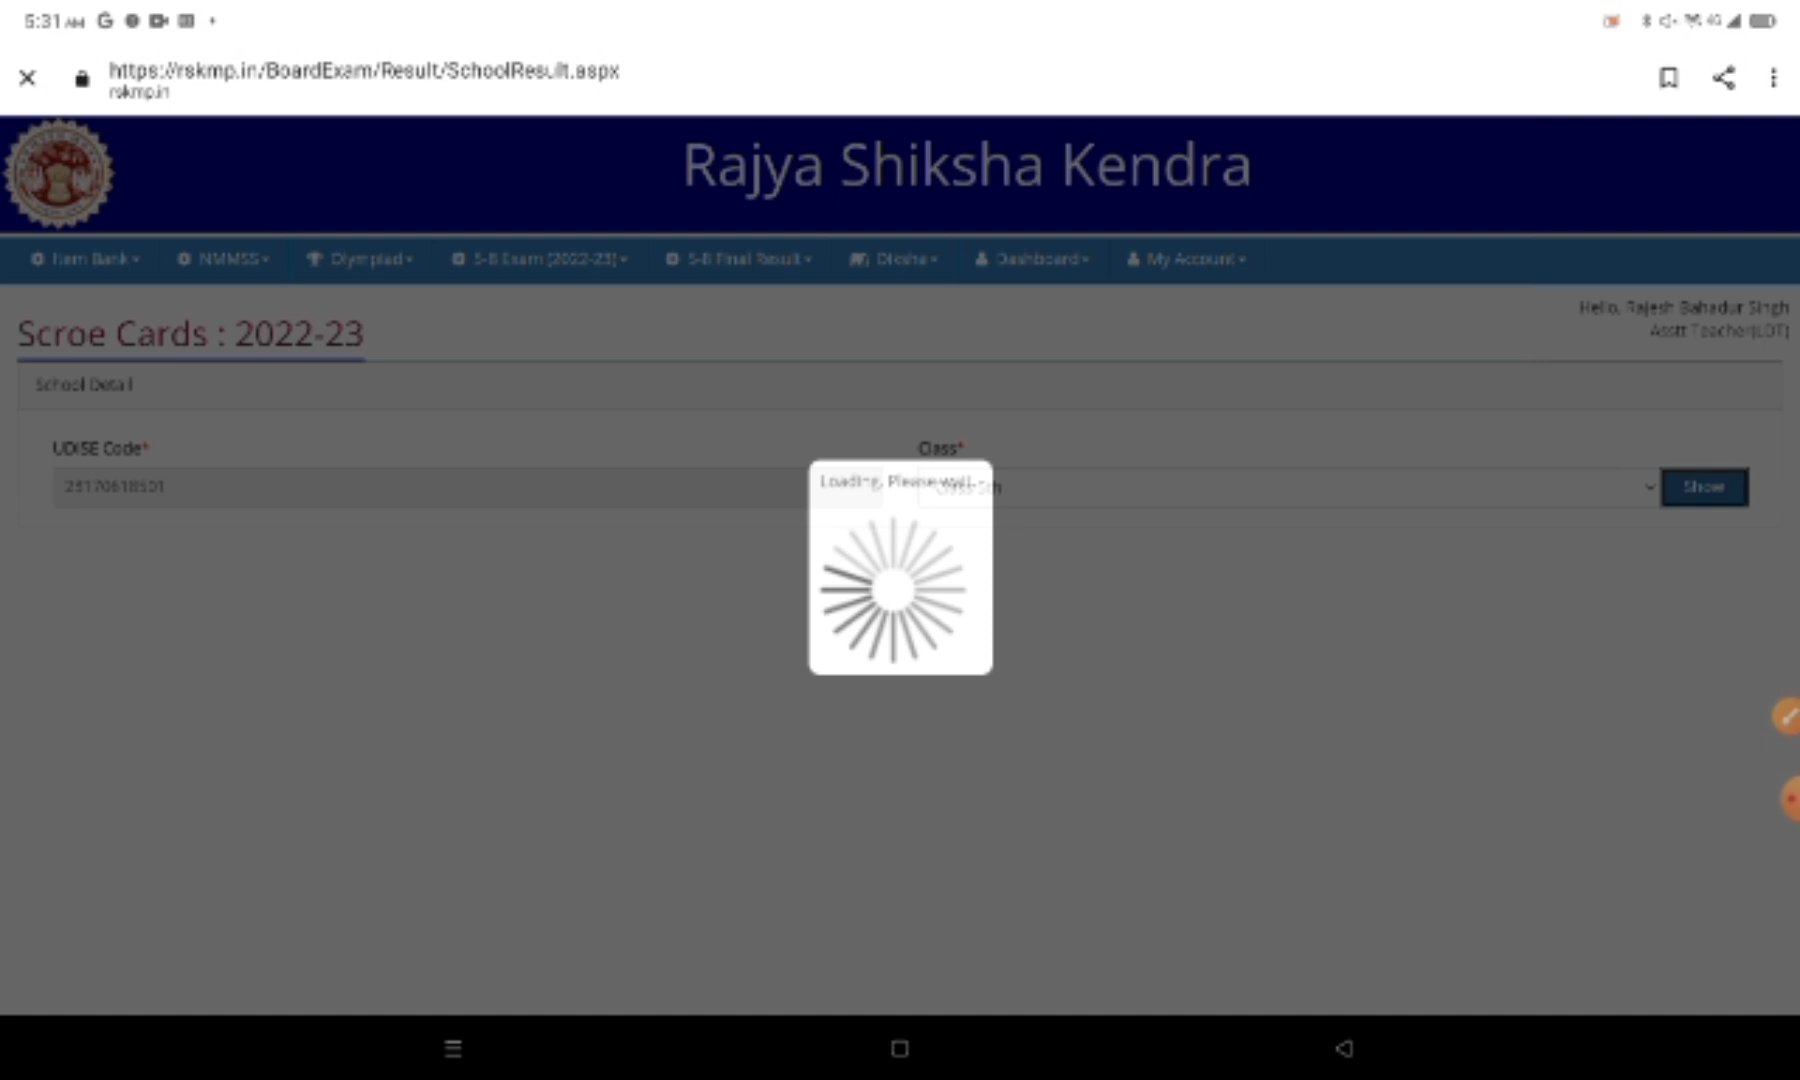 5:31 AM
https://rskmp.in/BoardExam/Result/SchoolResult.aspx
rskmp.in
Rajya Shiksha Kendra
Item Bank
NMMSS
Olympiad
5-8 Exam (2022-23)
5-8 Final Result
Diksha
Dashboard
My Account
Hello, Rajesh Bahadur Singh
Scroe Cards : 2022-23
Asstt Teacher(LDT)
School Detail
UDISE Code*
Class*
23170618501
Loading, Please wait..
Show